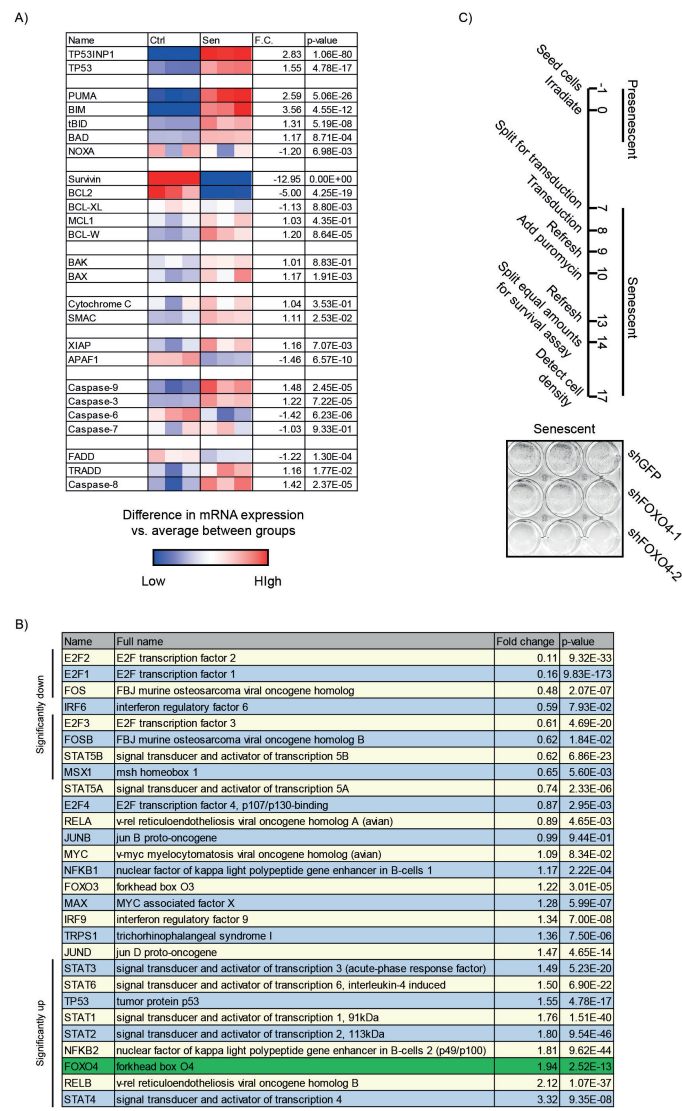 A)
Name Ctrl Sen F.C. p-value
TP53INP1 2.83 1.06E-80
TP53 1.55 4.78E-17
PUMA 2.59 5.06E-26
BIM 3.56 4.55E-12
tBID 1.31 5.19E-08
BAD 1.17 8.71E-04
NOXA -1.20 6.98E-03
Survivin -12.95 0.00E+00
BCL2 -5.00 4.25E-19
BCL-XL -1.13 8.80E-03
MCL1 1.03 4.35E-01
BCL-W 1.20 8.64E-05
BAK 1.01 8.83E-01
BAX 1.17 1.91E-03
Cytochrome C 1.04 3.53E-01
SMAC 1.11 2.53E-02
XIAP 1.16 7.07E-03
APAF1 -1.46 6.57E-10
Caspase-9 1.48 2.45E-05
Caspase-3 1.22 7.22E-05
Caspase-6 -1.42 6.23E-06
Caspase-7 -1.03 9.33E-01
FADD -1.22 1.30E-04
TRADD 1.16 1.77E-02
Caspase-8 1.42 2.37E-05
Difference in mRNA expression
vs. average between groups
Low HIgh
C)
Seed cells -1
Irradiate 0
Presenescent
Split for transduction 7
Transduction 8
Refresh 9
Add puromycin 10
Refresh 13
Split equal amounts
for survival assay 14
Detect cell
density 17
Senescent
Senescent
shGFP
shFOXO4-1
shFOXO4-2
B)
Name Full name Fold change p-value
E2F2 E2F transcription factor 2 0.11 9.32E-33
E2F1 E2F transcription factor 1 0.16 9.83E-173
FOS FBJ murine osteosarcoma viral oncogene homolog 0.48 2.07E-07
IRF6 interferon regulatory factor 6 0.59 7.93E-02
E2F3 E2F transcription factor 3 0.61 4.69E-20
FOSB FBJ murine osteosarcoma viral oncogene homolog B 0.62 1.84E-02
STAT5B signal transducer and activator of transcription 5B 0.62 6.86E-23
MSX1 msh homeobox 1 0.65 5.60E-03
STAT5A signal transducer and activator of transcription 5A 0.74 2.33E-06
E2F4 E2F transcription factor 4, p107/p130-binding 0.87 2.95E-03
RELA v-rel reticuloendotheliosis viral oncogene homolog A (avian) 0.89 4.65E-03
JUNB jun B proto-oncogene 0.99 9.44E-01
MYC v-myc myelocytomatosis viral oncogene homolog (avian) 1.09 8.34E-02
NFKB1 nuclear factor of kappa light polypeptide gene enhancer in B-cells 1 1.17 2.22E-04
FOXO3 forkhead box O3 1.22 3.01E-05
MAX MYC associated factor X 1.28 5.99E-07
IRF9 interferon regulatory factor 9 1.34 7.00E-08
TRPS1 trichorhinophalangeal syndrome I 1.36 7.50E-06
JUND jun D proto-oncogene 1.47 4.65E-14
STAT3 signal transducer and activator of transcription 3 (acute-phase response factor) 1.49 5.23E-20
STAT6 signal transducer and activator of transcription 6, interleukin-4 induced 1.50 6.90E-22
TP53 tumor protein p53 1.55 4.78E-17
STAT1 signal transducer and activator of transcription 1, 91kDa 1.76 1.51E-40
STAT2 signal transducer and activator of transcription 2, 113kDa 1.80 9.54E-46
NFKB2 nuclear factor of kappa light polypeptide gene enhancer in B-cells 2 (p49/p100) 1.81 9.62E-44
FOXO4 forkhead box O4 1.94 2.52E-13
RELB v-rel reticuloendotheliosis viral oncogene homolog B 2.12 1.07E-37
STAT4 signal transducer and activator of transcription 4 3.32 9.35E-08
Significantly down
Significantly up